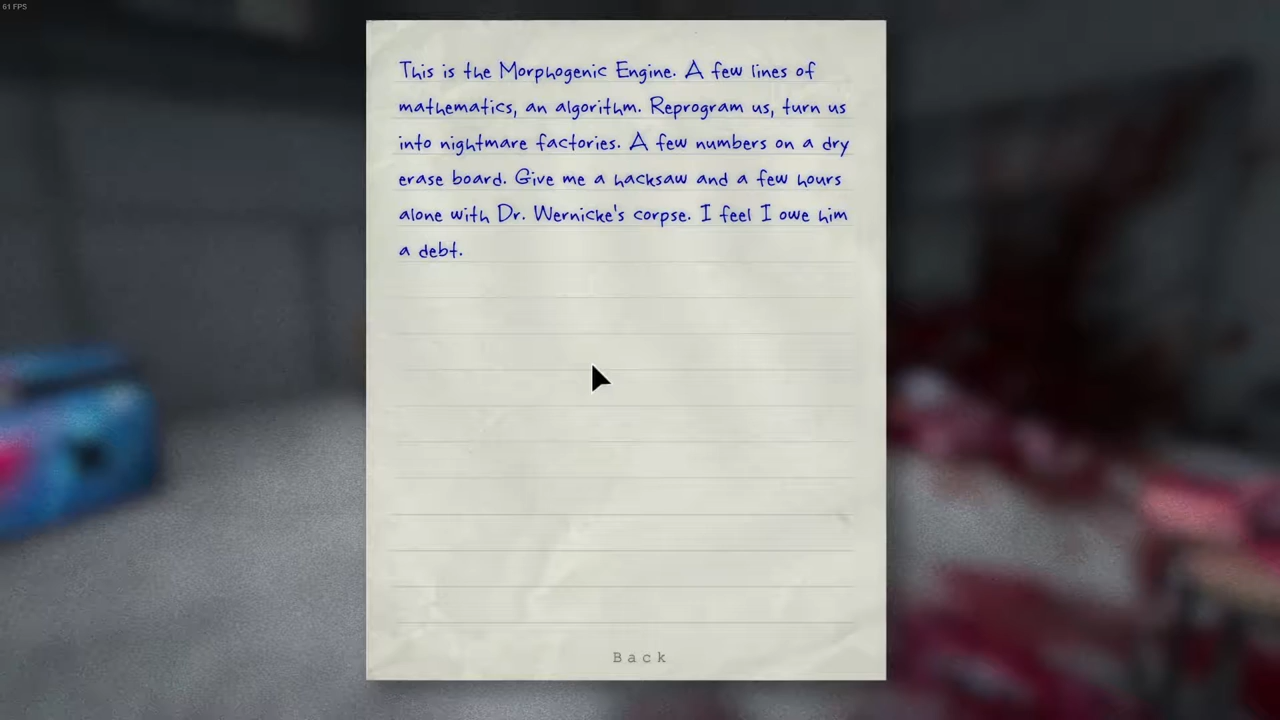 61 FPS
This is the Morphogenic Engine. A few lines of
mathematics, an algorithm. Reprogram us, turn us
into nightmare factories. A few numbers on a dry
erase board. Give me a hacksaw and a few hours
alone with Dr. Wernicke's corpse. I feel I owe him
a debt.
Back